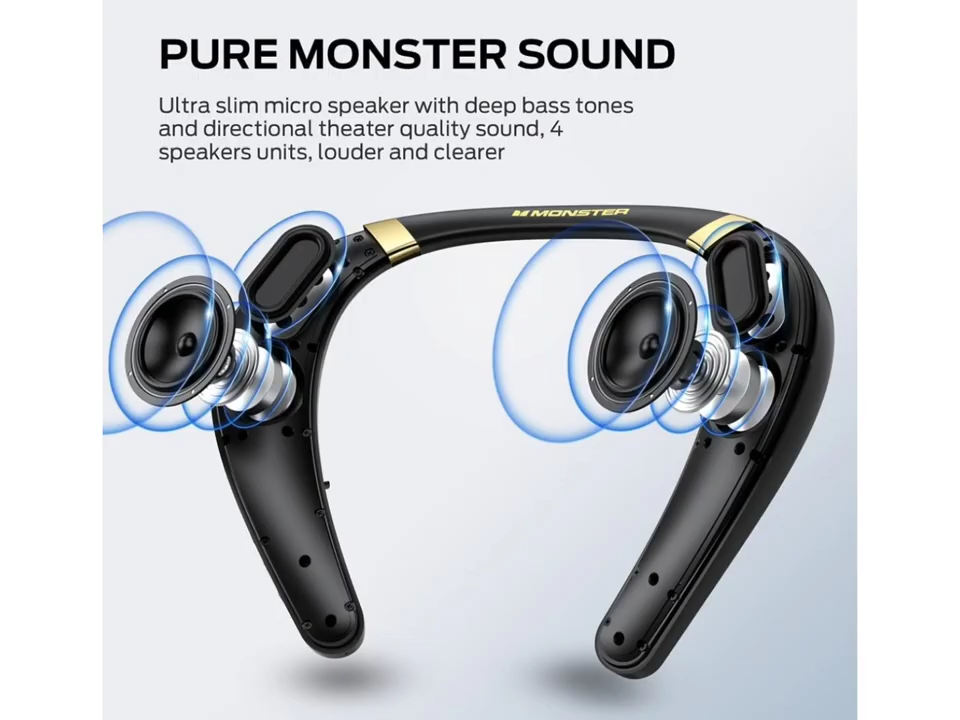 PURE MONSTER SOUND
Ultra slim micro speaker with deep bass tones
and directional theater quality sound, 4
speakers units, louder and clearer
MONSTER